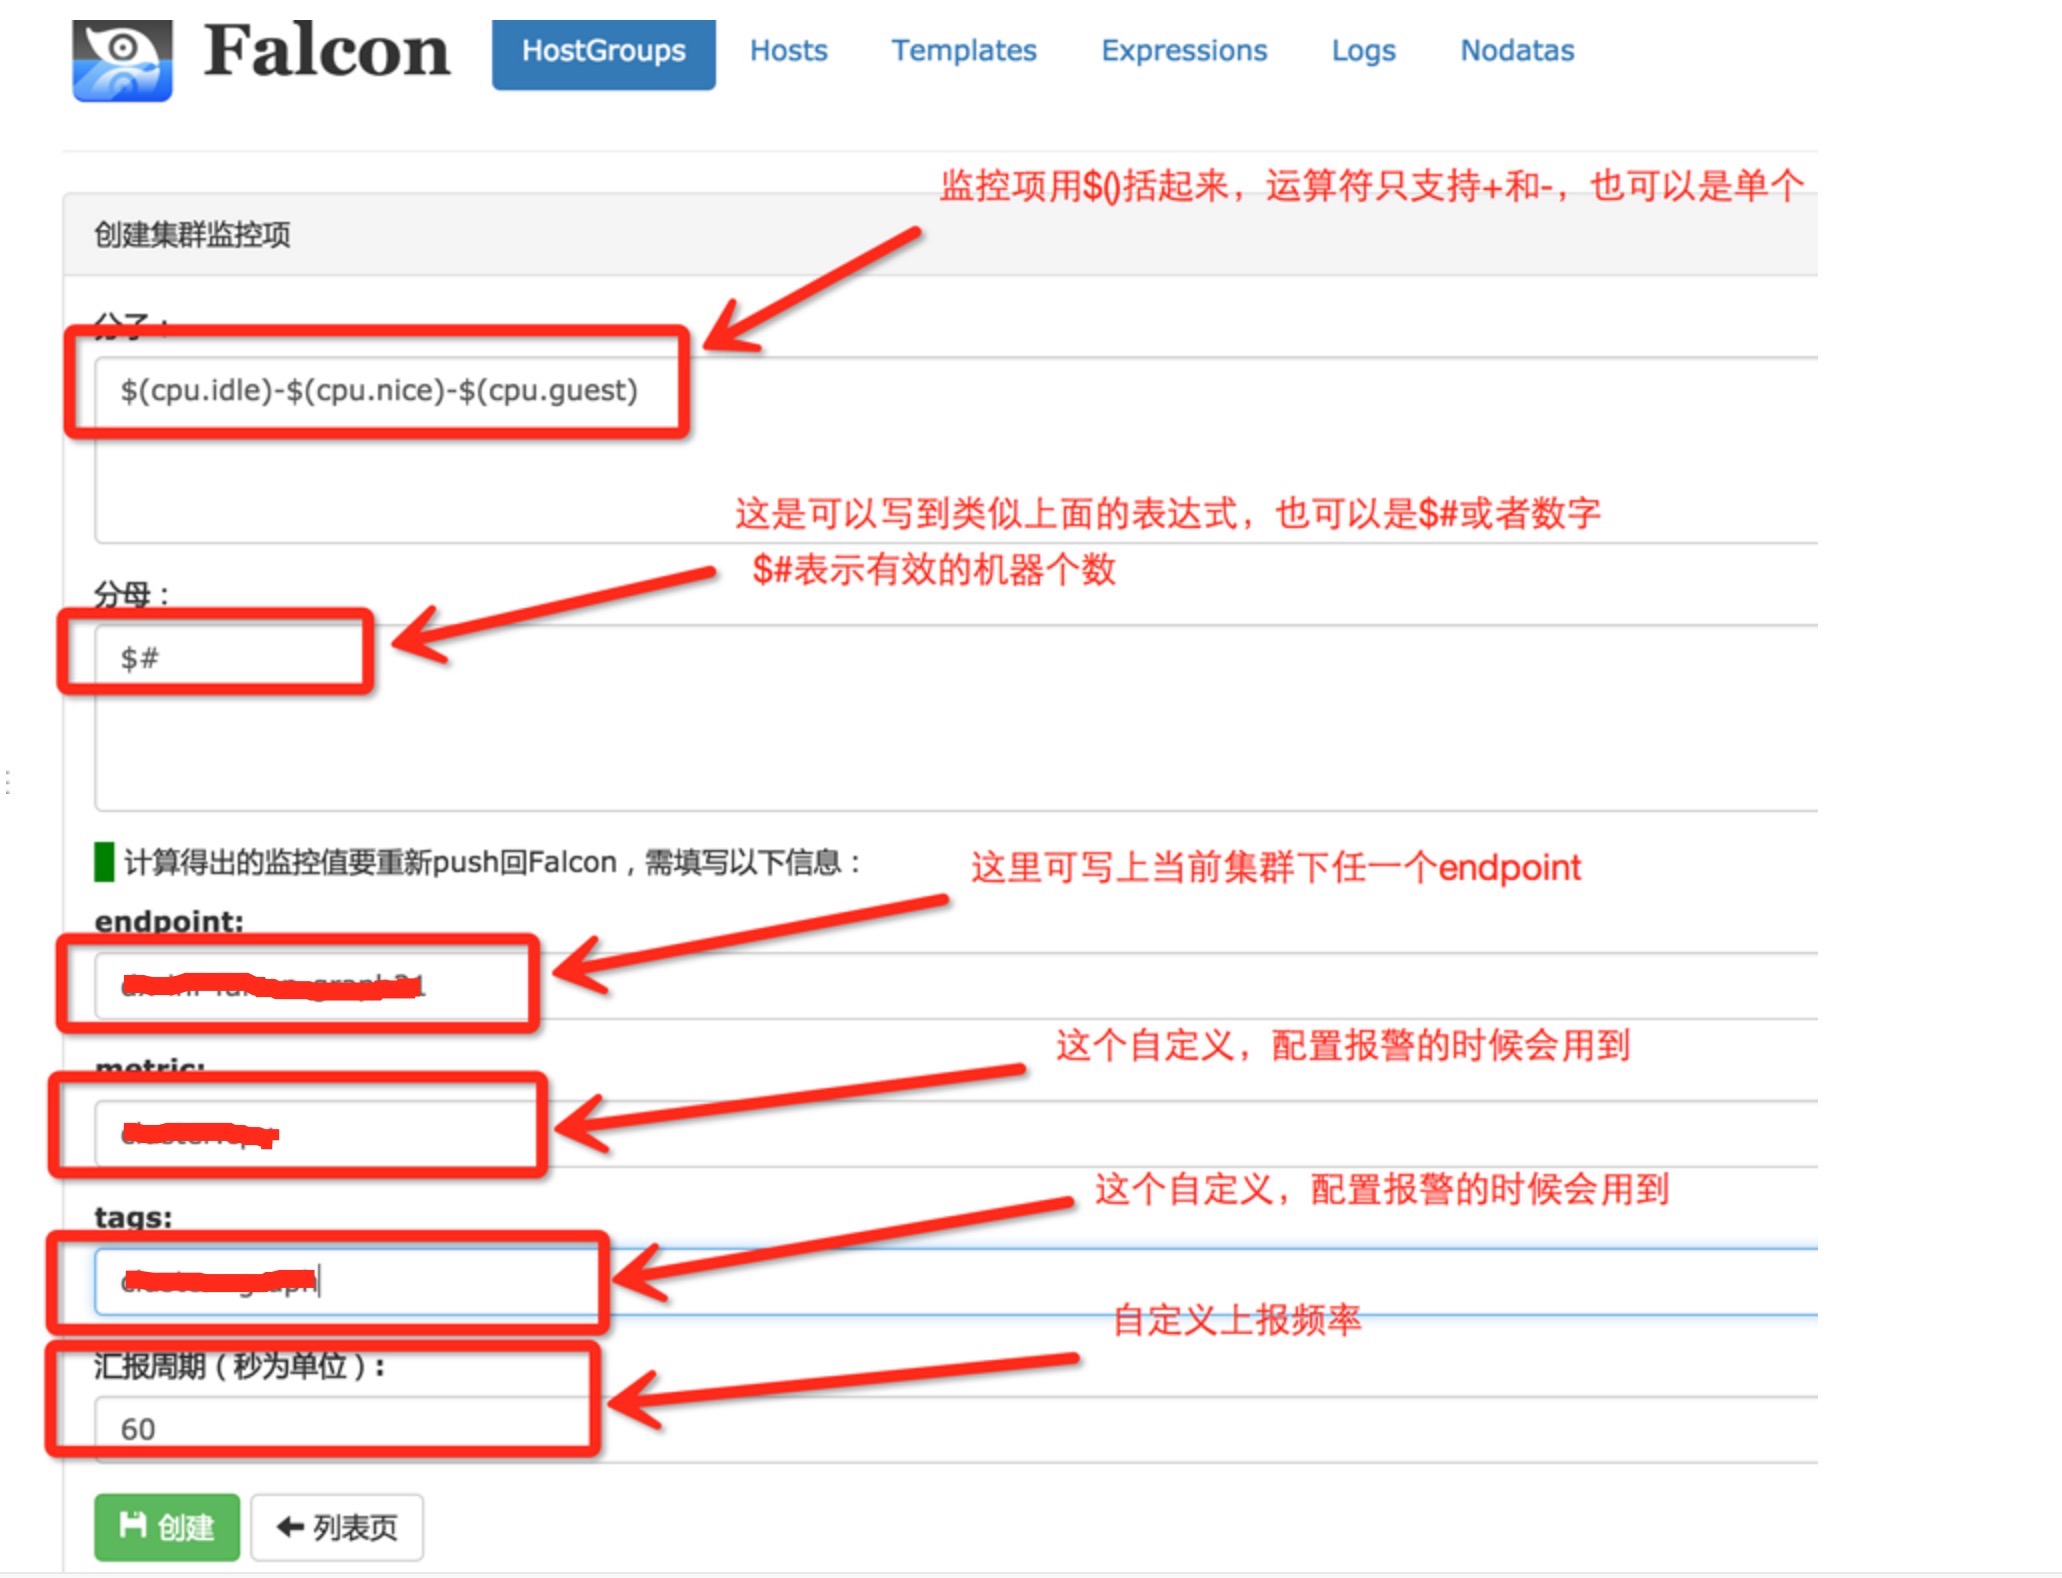 Falcon HostGroups Hosts Templates Expressions Logs Nodatas
监控项用$()括起来，运算符只支持+和-，也可以是单个
创建集群监控项
分子：
$(cpu.idle)-$(cpu.nice)-$(cpu.guest)
这是可以写到类似上面的表达式，也可以是$#或者数字
$#表示有效的机器个数
分母：
$#
计算得出的监控值要重新push回Falcon，需填写以下信息：
这里可写上当前集群下任一个endpoint
endpoint:
这个自定义，配置报警的时候会用到
metric:
这个自定义，配置报警的时候会用到
tags:
自定义上报频率
汇报周期（秒为单位）:
60
创建 列表页